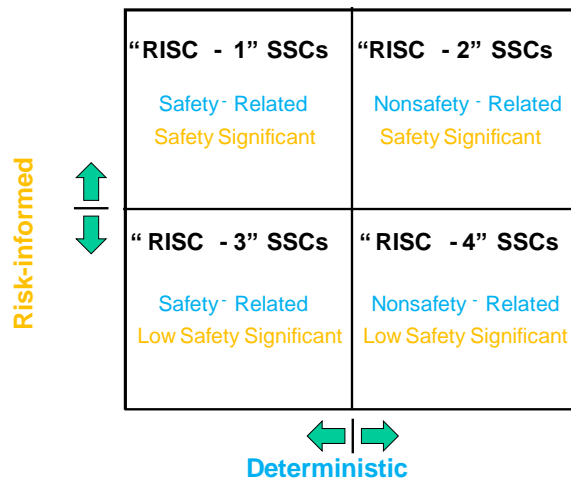 “RISC - 1” SSCs
Safety - Related
Safety Significant
“RISC - 2” SSCs
Nonsafety - Related
Safety Significant
Risk-informed
“ RISC - 3” SSCs
Safety - Related
Low Safety Significant
“RISC - 4” SSCs
Nonsafety - Related
Low Safety Significant
Deterministic